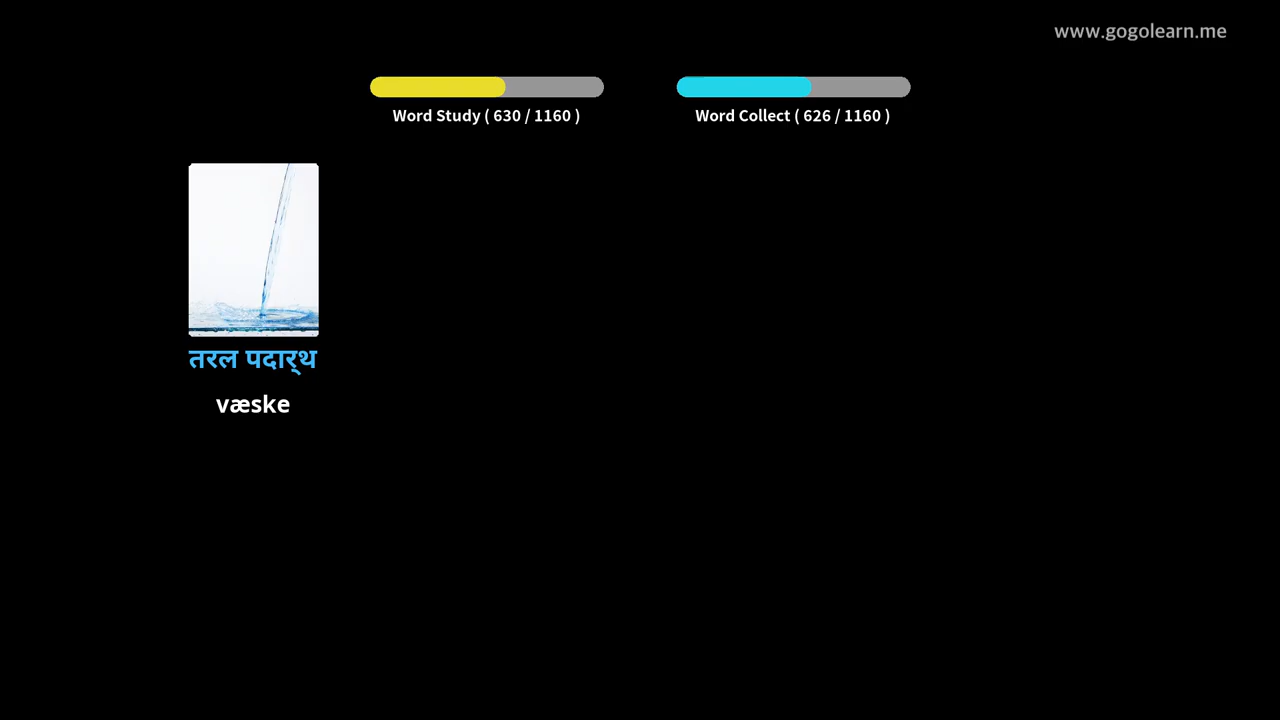 www.gogolearn.me
Word Study ( 630 / 1160 )
Word Collect ( 626 / 1160 )
तरल पदार्थ
væske